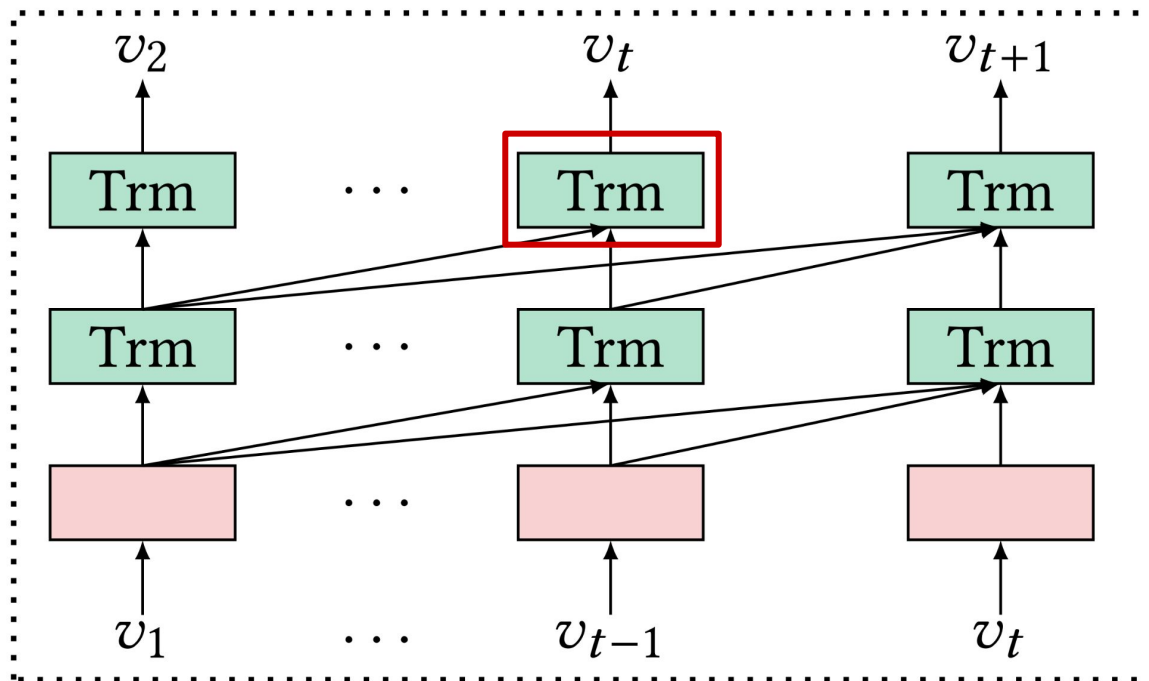 v2 vt vt+1
Trm ... Trm Trm
Trm ... Trm Trm
...
v1 ... vt−1 vt